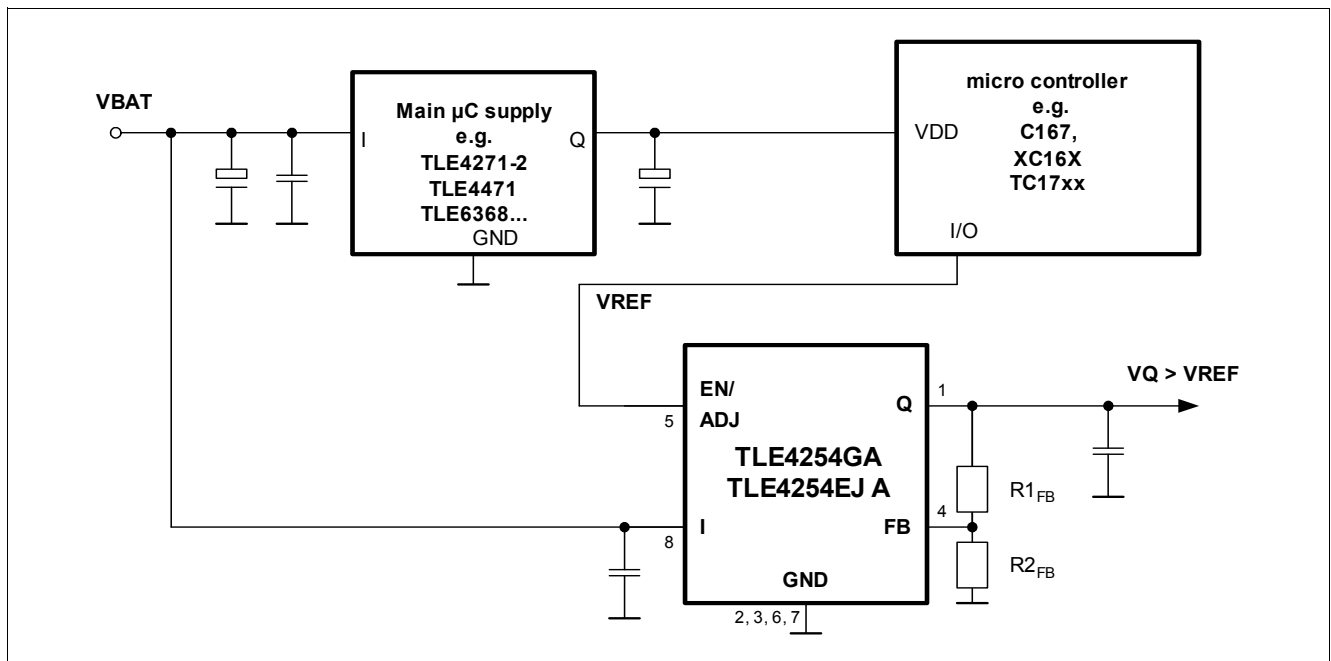 VBAT
I
Main µC supply
e.g.
TLE4271-2
TLE4471
TLE6368...
GND
Q
micro controller
e.g.
C167,
XC16X
TC17xx
VDD
I/O
VREF
EN/
ADJ
5
Q
1
VQ > VREF
TLE4254GA
TLE4254EJ A
R1FB
I
8
FB
4
R2FB
GND
2, 3, 6, 7